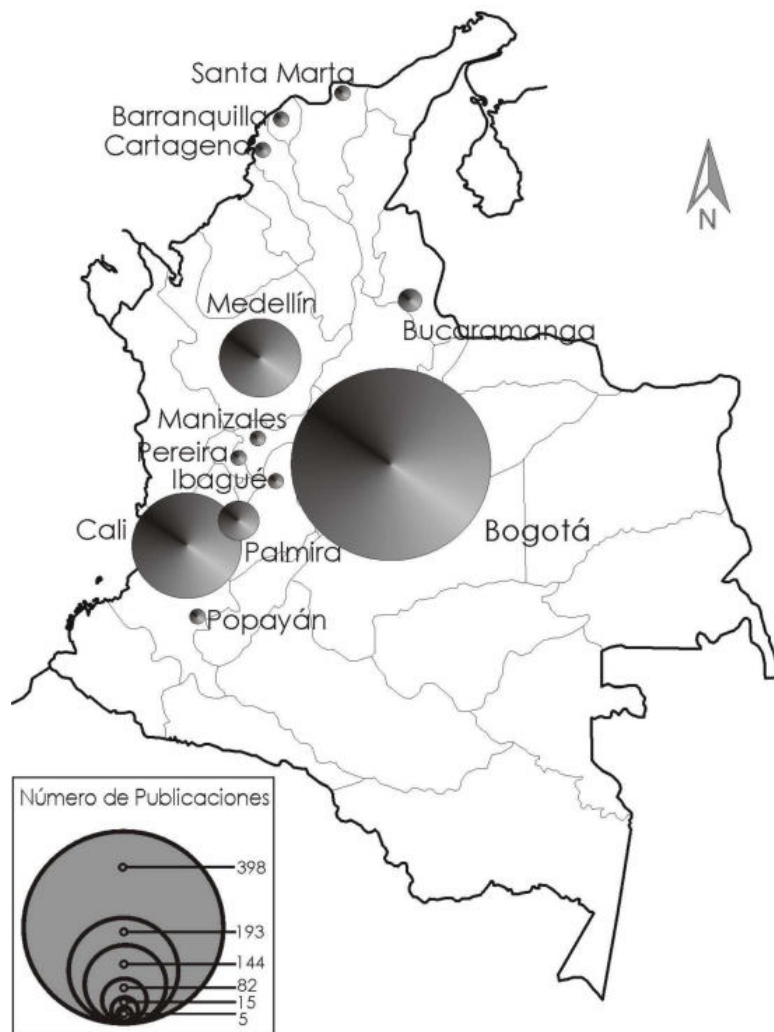 Santa Marta
Barranquilla
Cartagena
N
Medellín
Bucaramanga
Manizales
Pereira
Ibagué
Cali
Palmira
Bogotá
Popayán
Número de Publicaciones
398
193
144
82
15
5